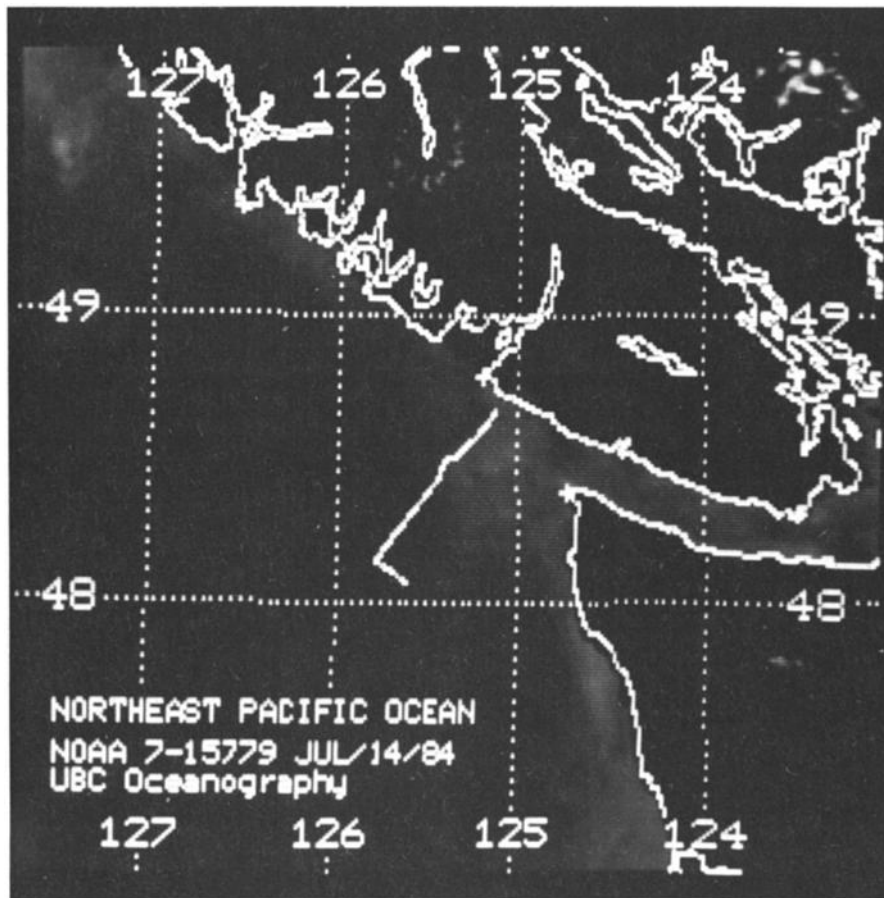 127 126 125 124
49 49
48 48
NORTHEAST PACIFIC OCEAN
NOAA 7-15779 JUL/14/84
UBC Oceanography
127 126 125 124